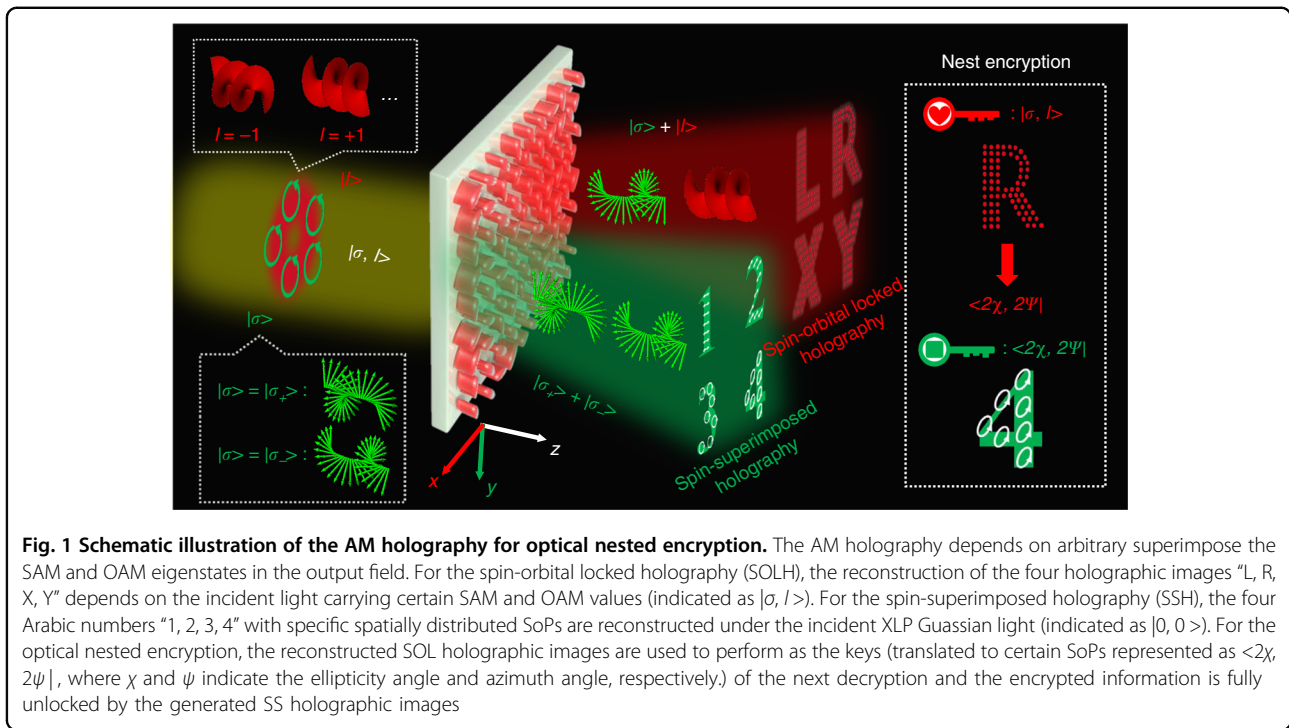 l = −1
l = +1
...
|l>
|σ, l>
|σ>
|σ> = |σ₊> :
|σ> = |σ₋> :
|σ> + |l>
|σ₊> + |σ₋>
x
y
z
L R
X Y
1 2
3 4
Spin-orbital locked
holography
Spin-superimposed
holography
Nest encryption
: |σ, l>
R
<2χ, 2Ψ|
: <2χ, 2Ψ|
4
Fig. 1 Schematic illustration of the AM holography for optical nested encryption. The AM holography depends on arbitrary superimpose the
SAM and OAM eigenstates in the output field. For the spin-orbital locked holography (SOLH), the reconstruction of the four holographic images “L, R,
X, Y” depends on the incident light carrying certain SAM and OAM values (indicated as |σ, l >). For the spin-superimposed holography (SSH), the four
Arabic numbers “1, 2, 3, 4” with specific spatially distributed SoPs are reconstructed under the incident XLP Guassian light (indicated as |0, 0 >). For the
optical nested encryption, the reconstructed SOL holographic images are used to perform as the keys (translated to certain SoPs represented as <2χ,
2ψ| , where χ and ψ indicate the ellipticity angle and azimuth angle, respectively.) of the next decryption and the encrypted information is fully
unlocked by the generated SS holographic images